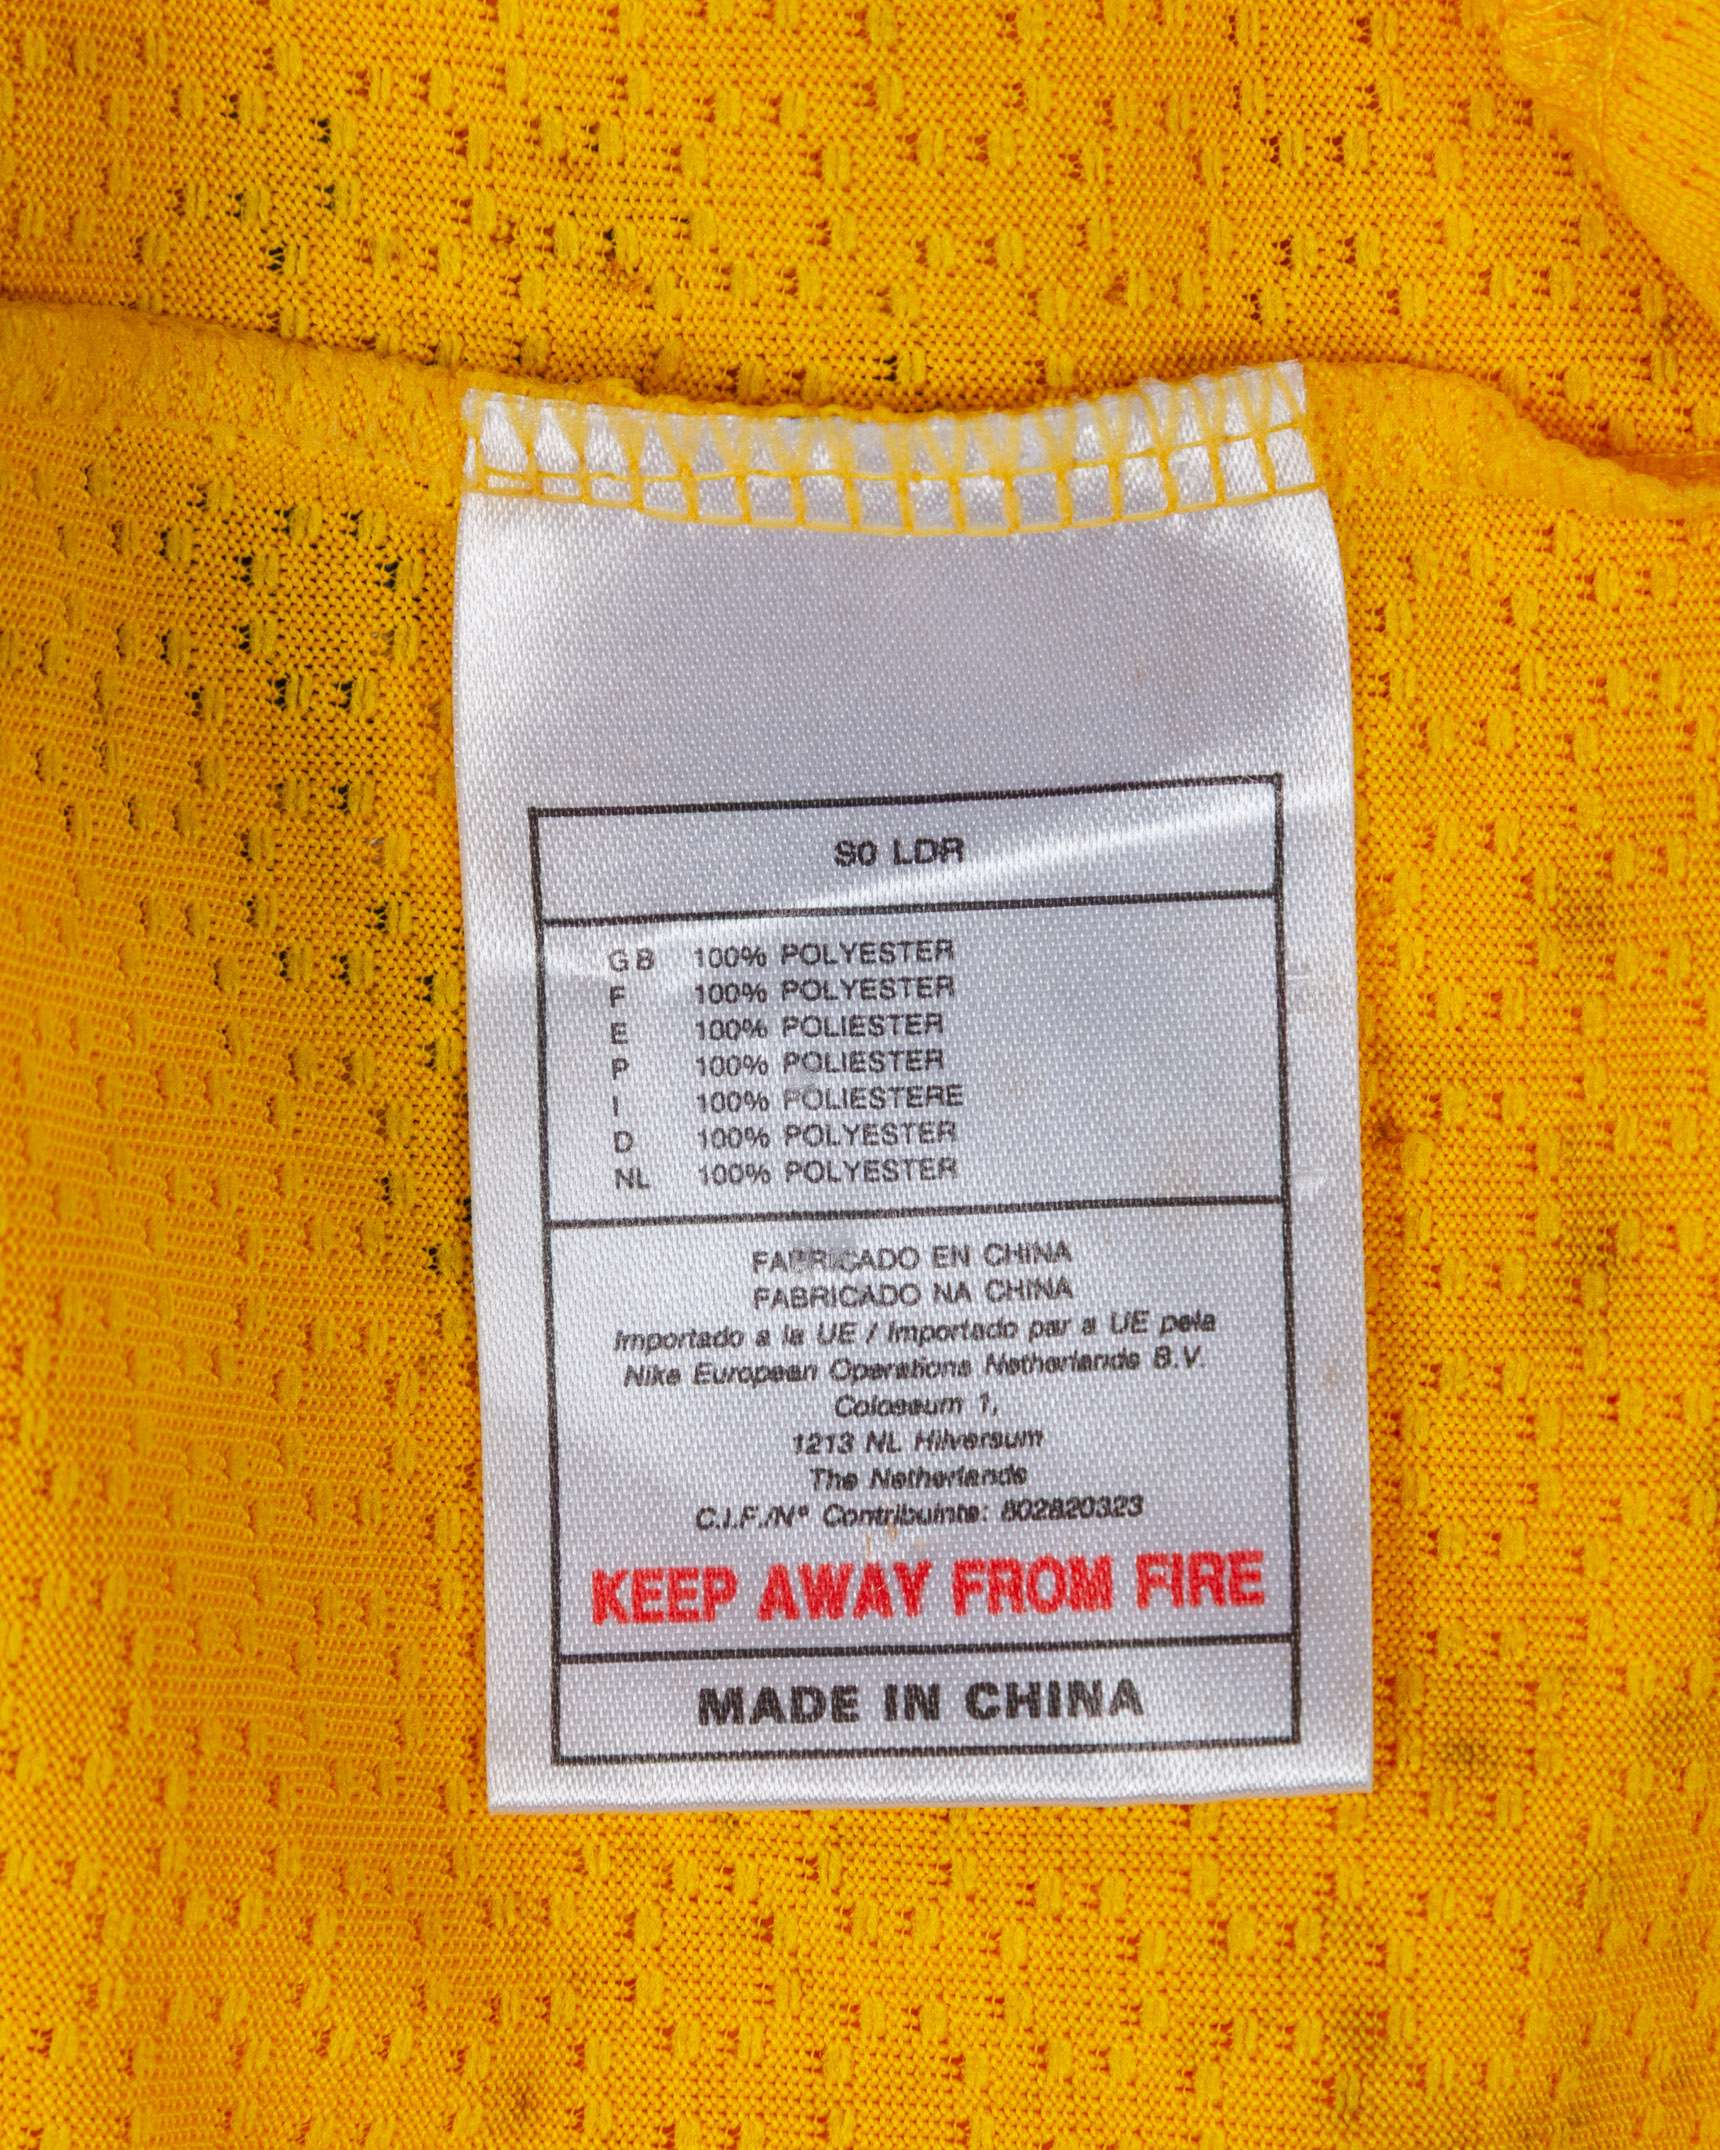 S0 LDR
GB 100% POLYESTER
F 100% POLYESTER
E 100% POLIESTER
P 100% POLIESTER
I 100% POLIESTERE
D 100% POLYESTER
NL 100% POLYESTER
FABRICADO EN CHINA
FABRICADO NA CHINA
Importado a la UE / Importado par a UE pela
Nike European Operations Netherlands B.V.
Colosseum 1,
1213 NL Hilversum
The Netherlands
C.I.F./Nº Contribuinte: 802820323
KEEP AWAY FROM FIRE
MADE IN CHINA